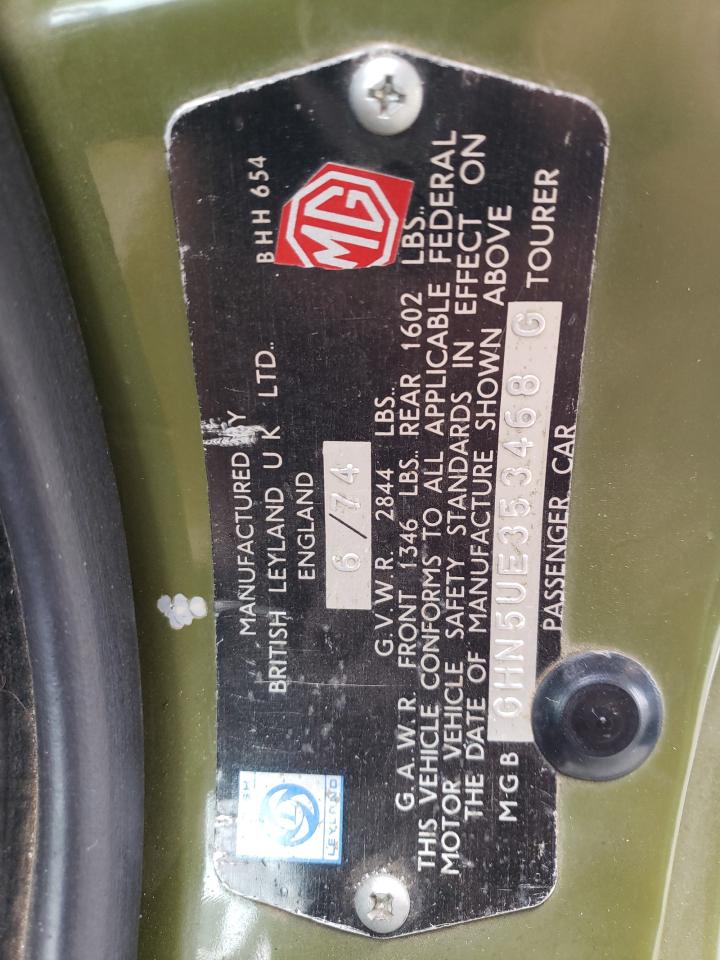 BHH 654
MG
MANUFACTURED
BRITISH LEYLAND U K LTD..
ENGLAND
6/74
G.V.W.R. 2844 LBS..
G.A.W.R. FRONT 1346 LBS.. REAR 1602 LBS..
THIS VEHICLE CONFORMS TO ALL APPLICABLE FEDERAL
MOTOR VEHICLE SAFETY STANDARDS IN EFFECT ON
THE DATE OF MANUFACTURE SHOWN ABOVE
MGB GHN5UE353468 G TOURER
PASSENGER CAR
LEYLAND